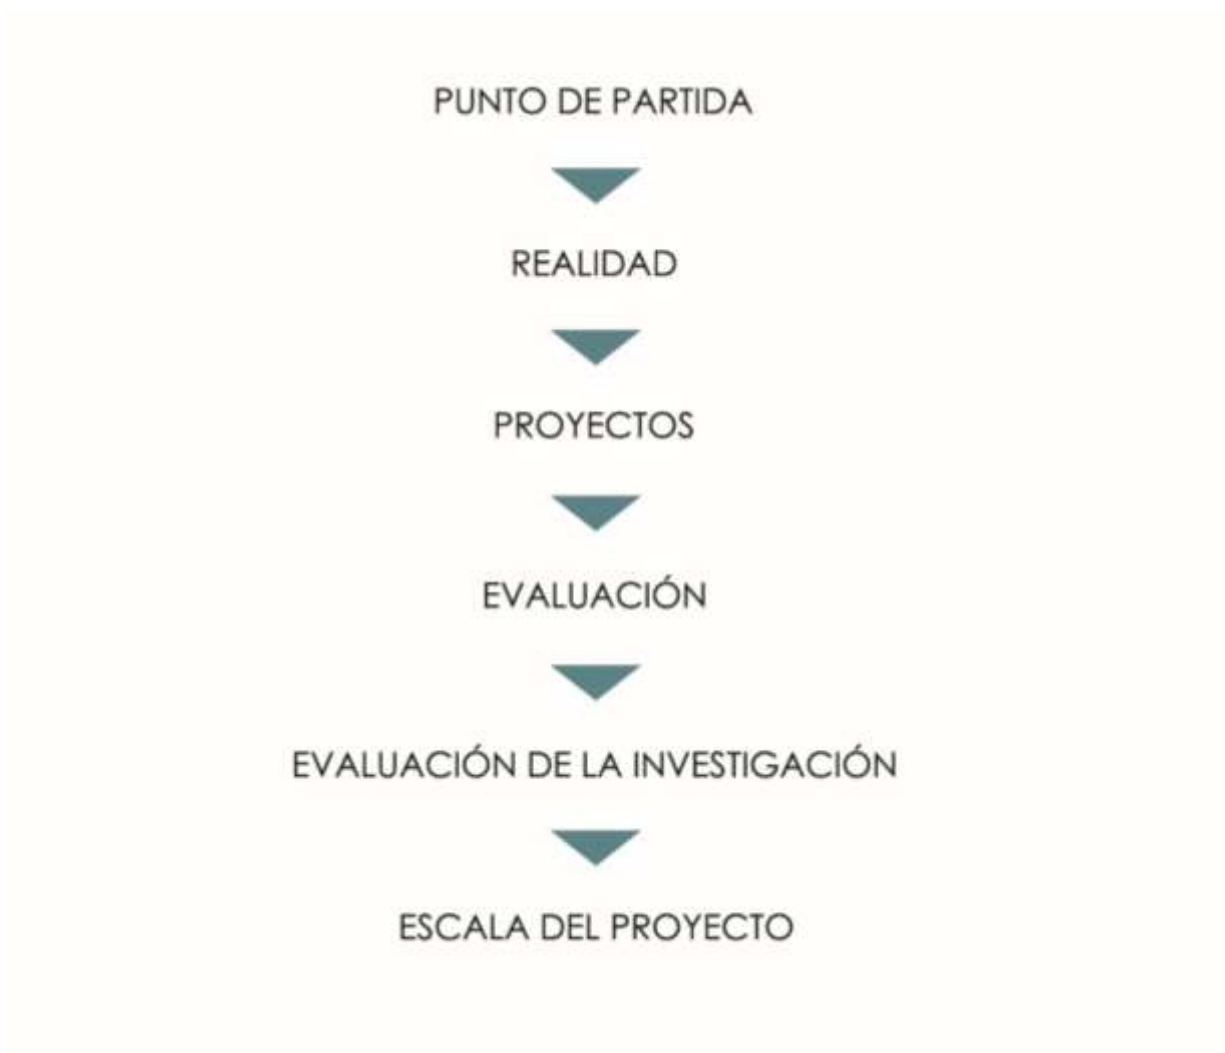 PUNTO DE PARTIDA
REALIDAD
PROYECTOS
EVALUACIÓN
EVALUACIÓN DE LA INVESTIGACIÓN
ESCALA DEL PROYECTO